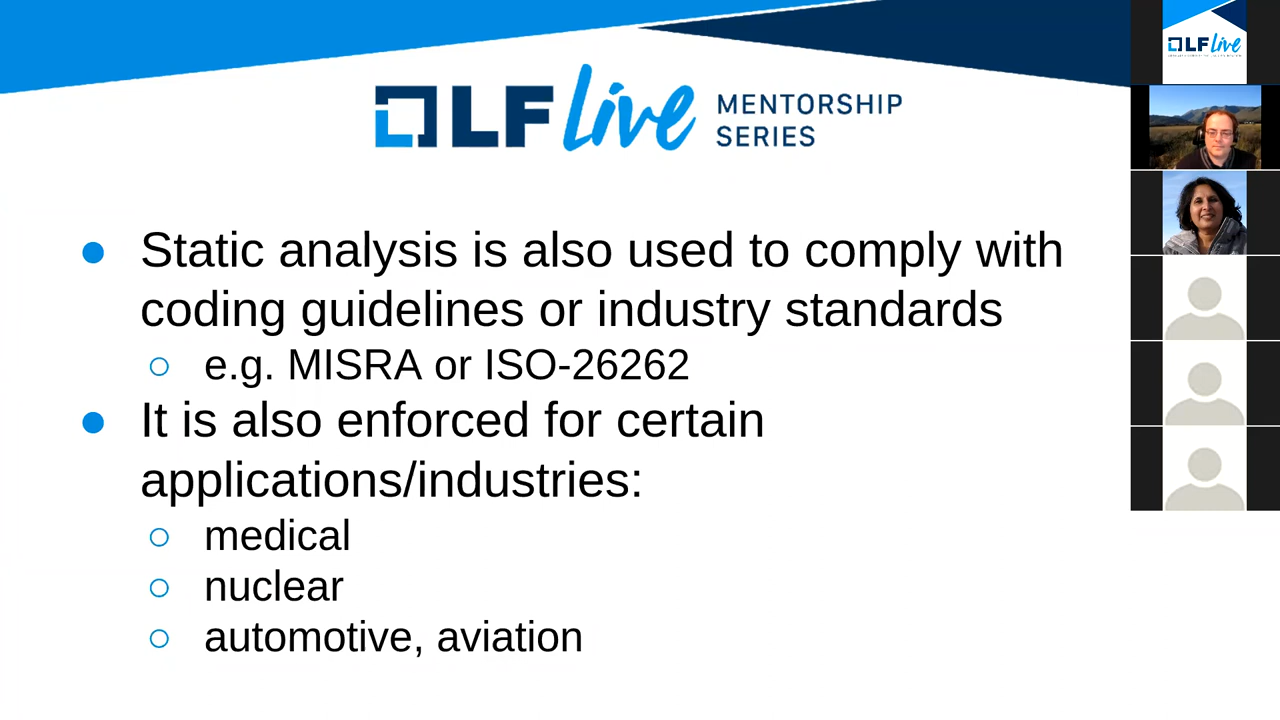 LF live MENTORSHIP
SERIES
LF live
● Static analysis is also used to comply with
coding guidelines or industry standards
○ e.g. MISRA or ISO-26262
● It is also enforced for certain
applications/industries:
○ medical
○ nuclear
○ automotive, aviation